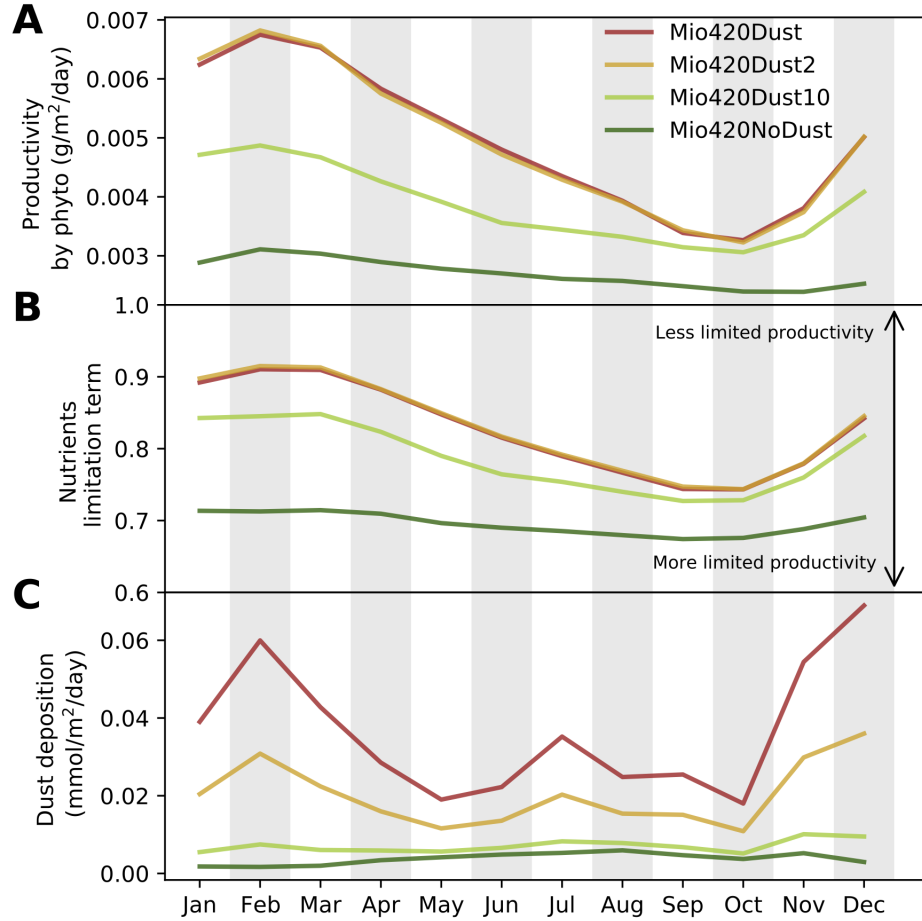 A
0.007
0.006
0.005
0.004
0.003
Productivity
by phyto (g/m²/day)
Mio420Dust
Mio420Dust2
Mio420Dust10
Mio420NoDust
B
1.0
0.9
0.8
0.7
0.6
Nutrients
limitation term
Less limited productivity
More limited productivity
C
0.06
0.04
0.02
0.00
Dust deposition
(mmol/m²/day)
Jan Feb Mar Apr May Jun Jul Aug Sep Oct Nov Dec